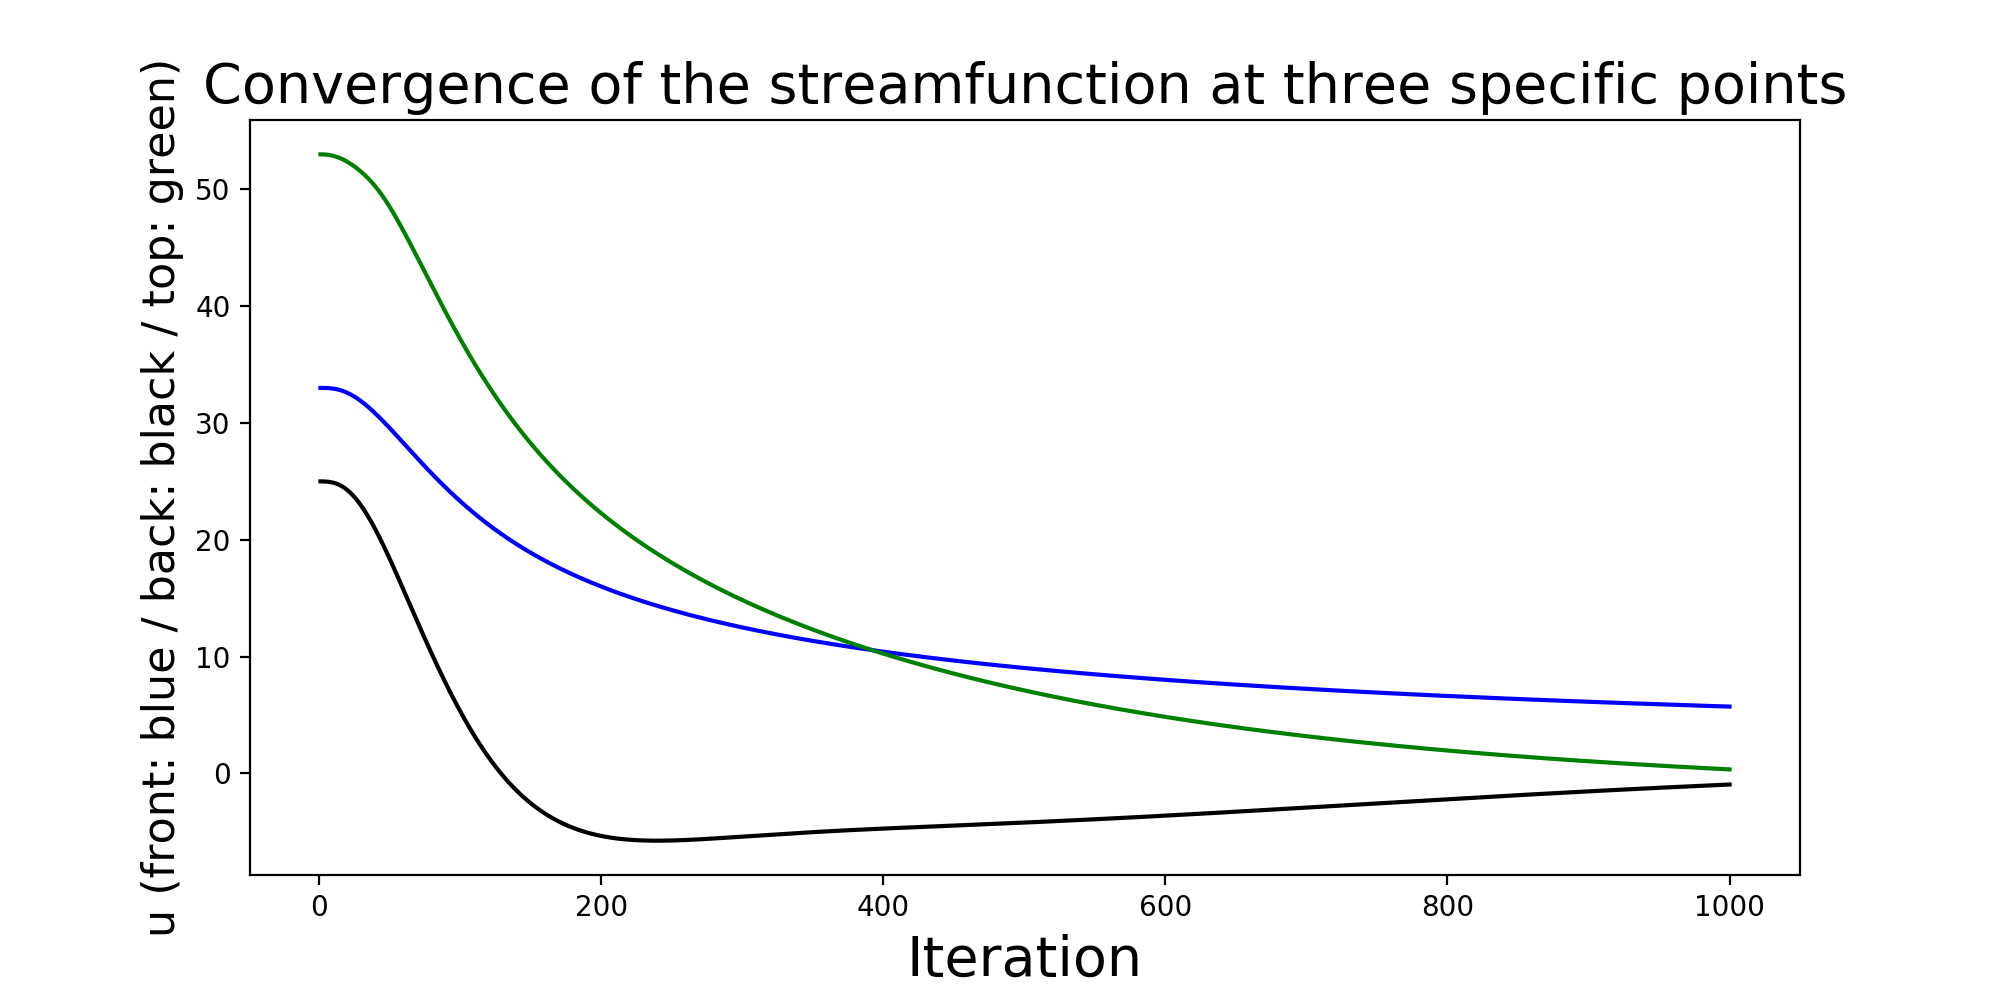 Convergence of the streamfunction at three specific points
u (front: blue / back: black / top: green)
50
40
30
20
10
0
0 200 400 600 800 1000
Iteration